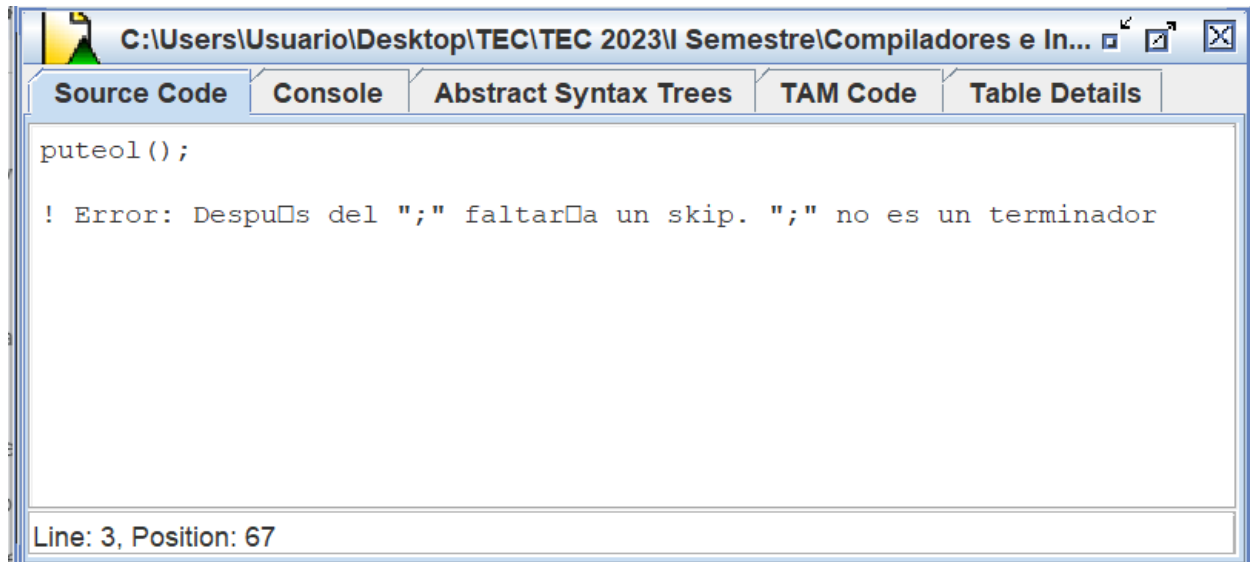 C:\Users\Usuario\Desktop\TEC\TEC 2023\I Semestre\Compiladores e In...
Source Code Console Abstract Syntax Trees TAM Code Table Details
puteol();
! Error: Despu□s del ";" faltar□a un skip. ";" no es un terminador
Line: 3, Position: 67